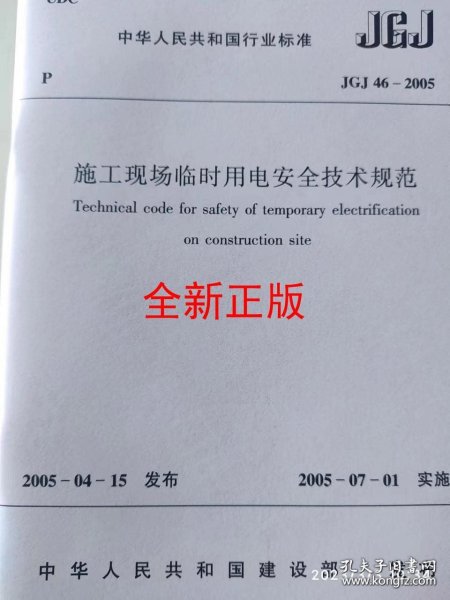 UDC
中华人民共和国行业标准
JGJ
P
JGJ 46-2005
施工现场临时用电安全技术规范
Technical code for safety of temporary electrification
on construction site
全新正版
2005-04-15 发布
2005-07-01 实施
中华人民共和国建设部
孔夫子旧书网
kongfz.com